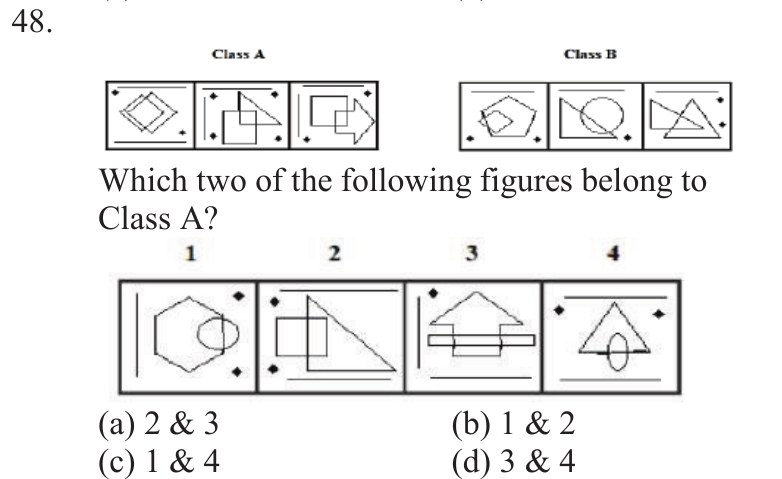 48.
Class A Class B
Which two of the following figures belong to
Class A?
1 2 3 4
(a) 2 & 3 (b) 1 & 2
(c) 1 & 4 (d) 3 & 4